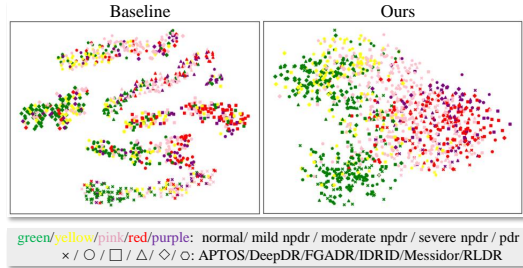 Baseline Ours
green/yellow/pink/red/purple: normal/ mild npdr / moderate npdr / severe npdr / pdr
× / ○ / □ / △ / ◇ / ⬡: APTOS/DeepDR/FGADR/IDRID/Messidor/RLDR